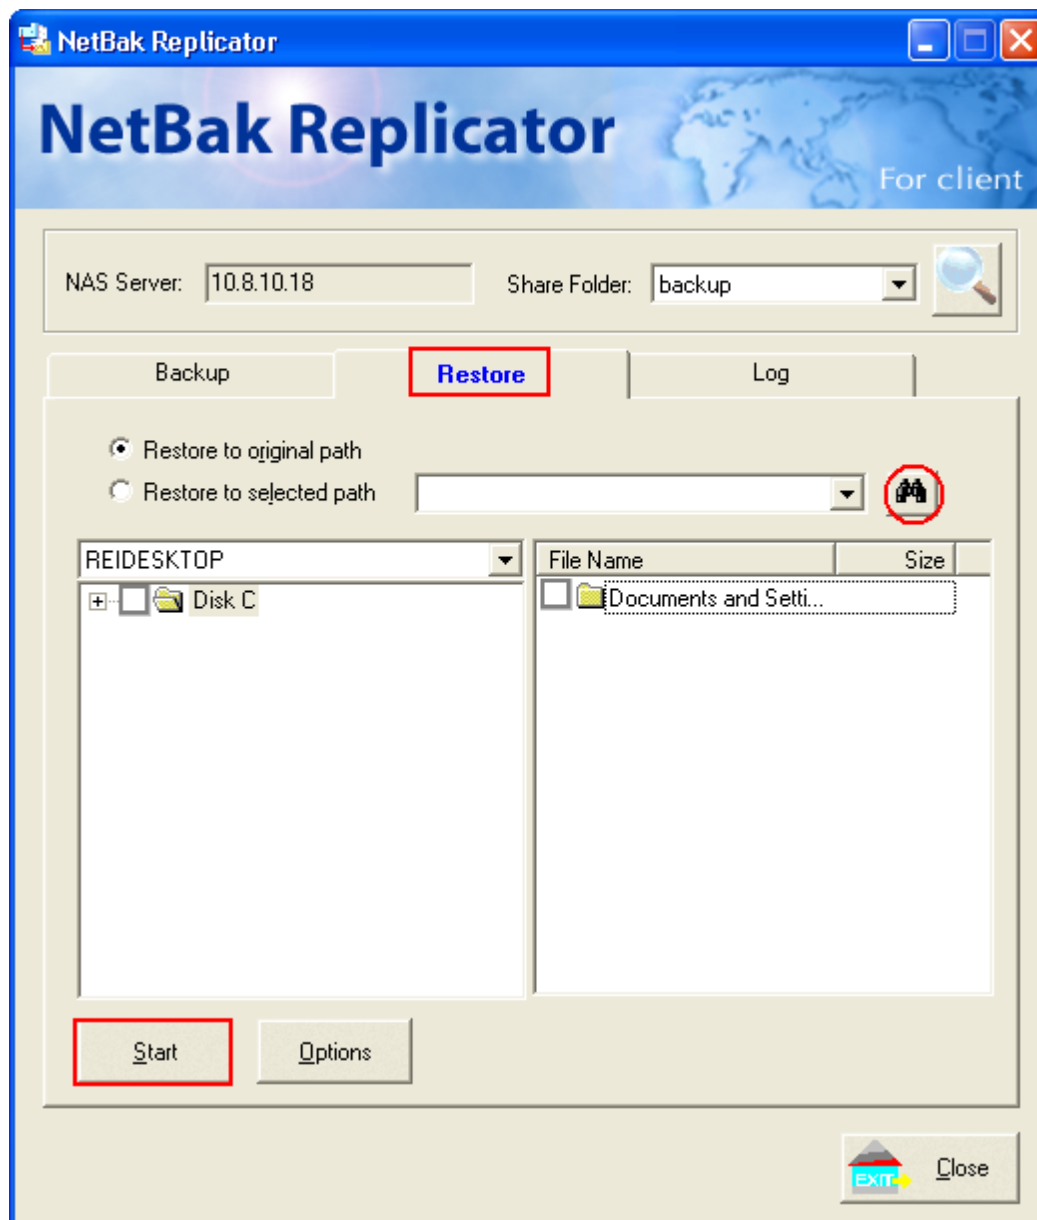 NetBak Replicator
NetBak Replicator
For client
NAS Server: 10.8.10.18 Share Folder: backup
Backup Restore Log
Restore to original path
Restore to selected path
REIDESKTOP
File Name Size
Disk C
Documents and Setti...
Start Options
EXIT Close